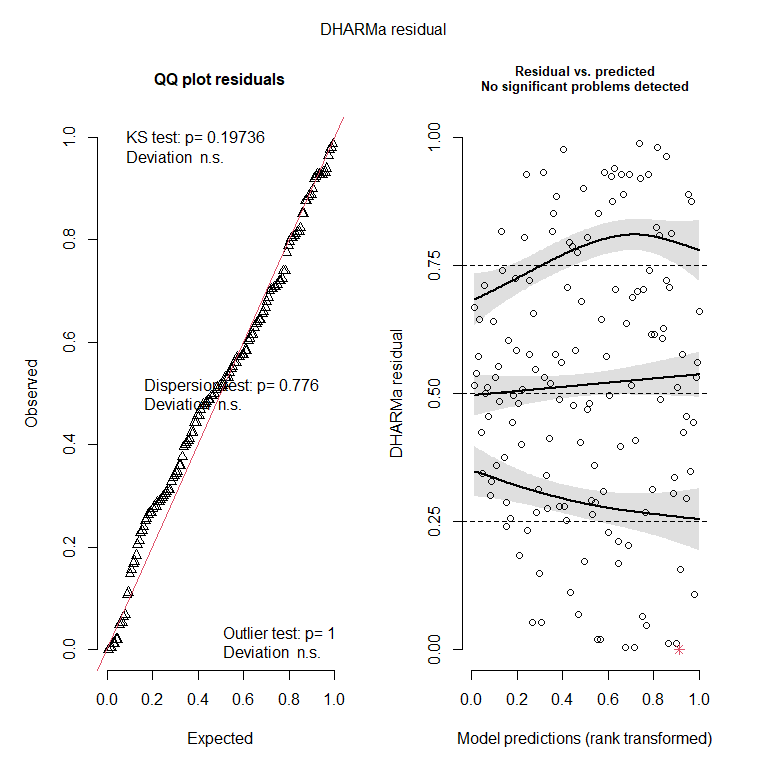 DHARMa residual
QQ plot residuals
KS test: p= 0.19736
Deviation n.s.
Dispersion test: p= 0.776
Deviation n.s.
Outlier test: p= 1
Deviation n.s.
Observed
0.0 0.2 0.4 0.6 0.8 1.0
0.0 0.2 0.4 0.6 0.8 1.0
Expected
Residual vs. predicted
No significant problems detected
DHARMa residual
0.00 0.25 0.50 0.75 1.00
0.0 0.2 0.4 0.6 0.8 1.0
Model predictions (rank transformed)